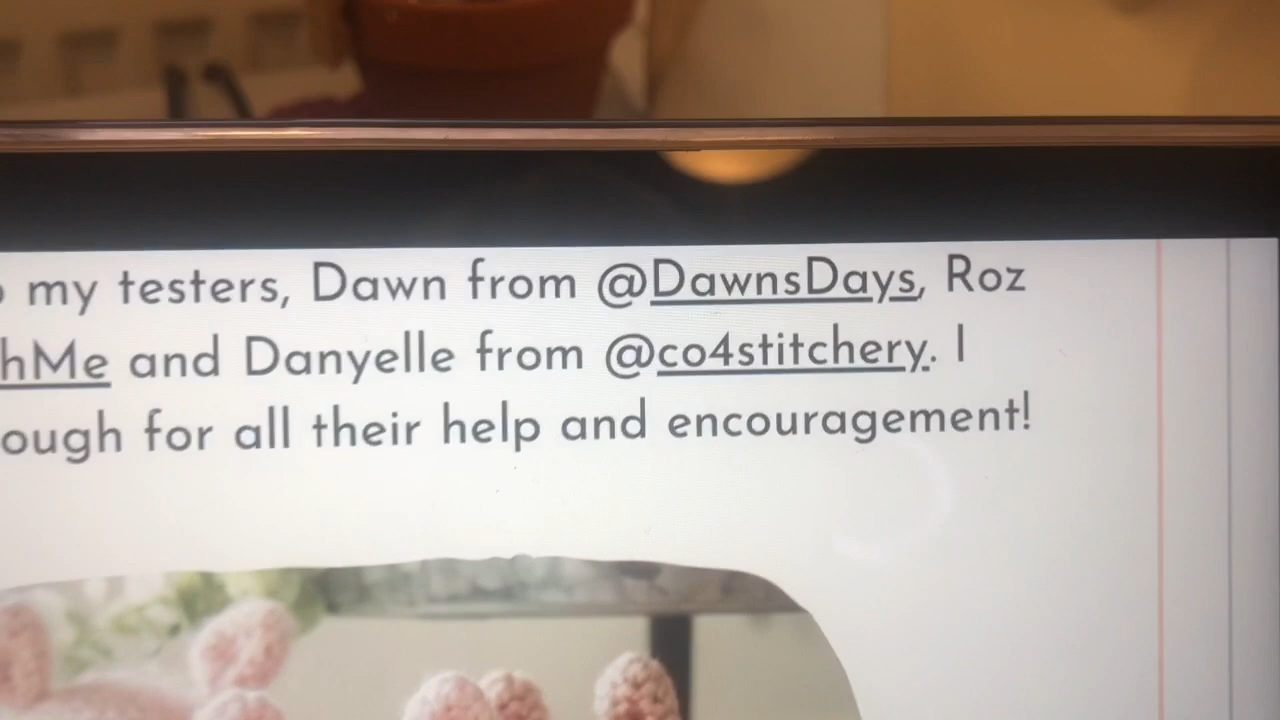 my testers, Dawn from @DawnsDays, Roz
hMe and Danyelle from @co4stitchery. I
ough for all their help and encouragement!